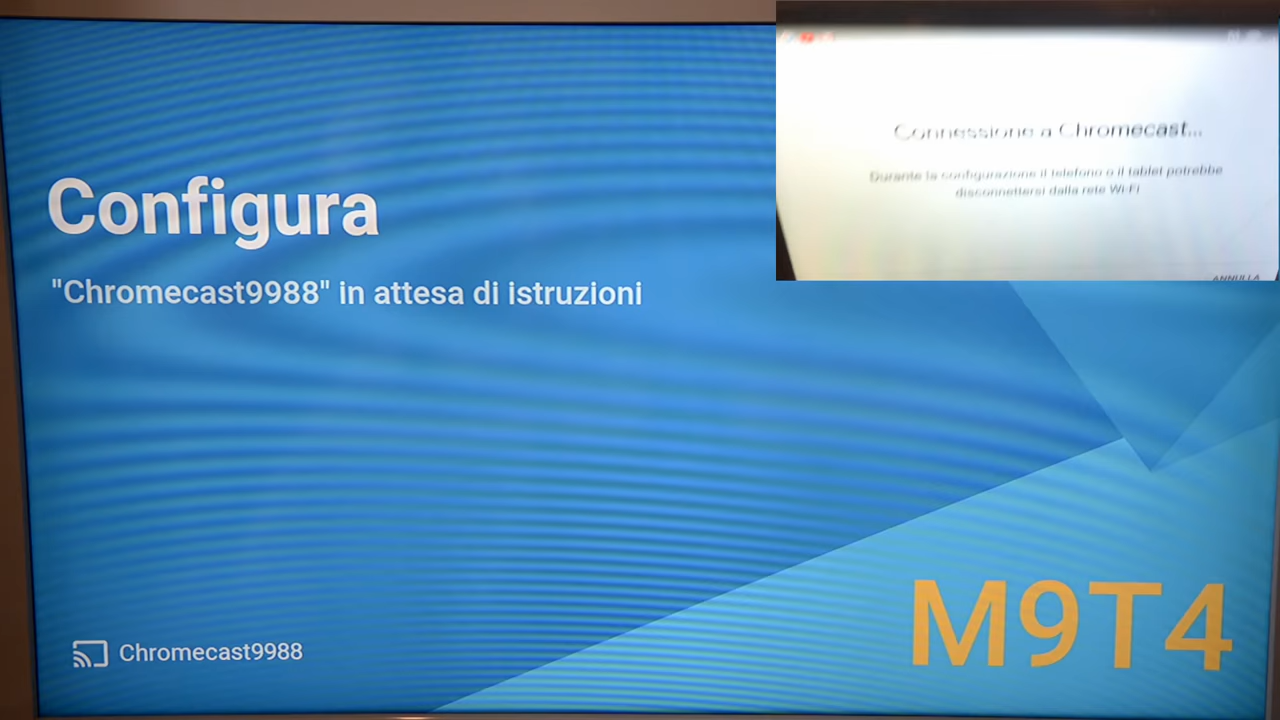 Configura
"Chromecast9988" in attesa di istruzioni
Chromecast9988
M9T4
Connessione a Chromecast...
Durante la configurazione il telefono o il tablet potrebbe
disconnettersi dalla rete Wi-Fi
ANNULLA